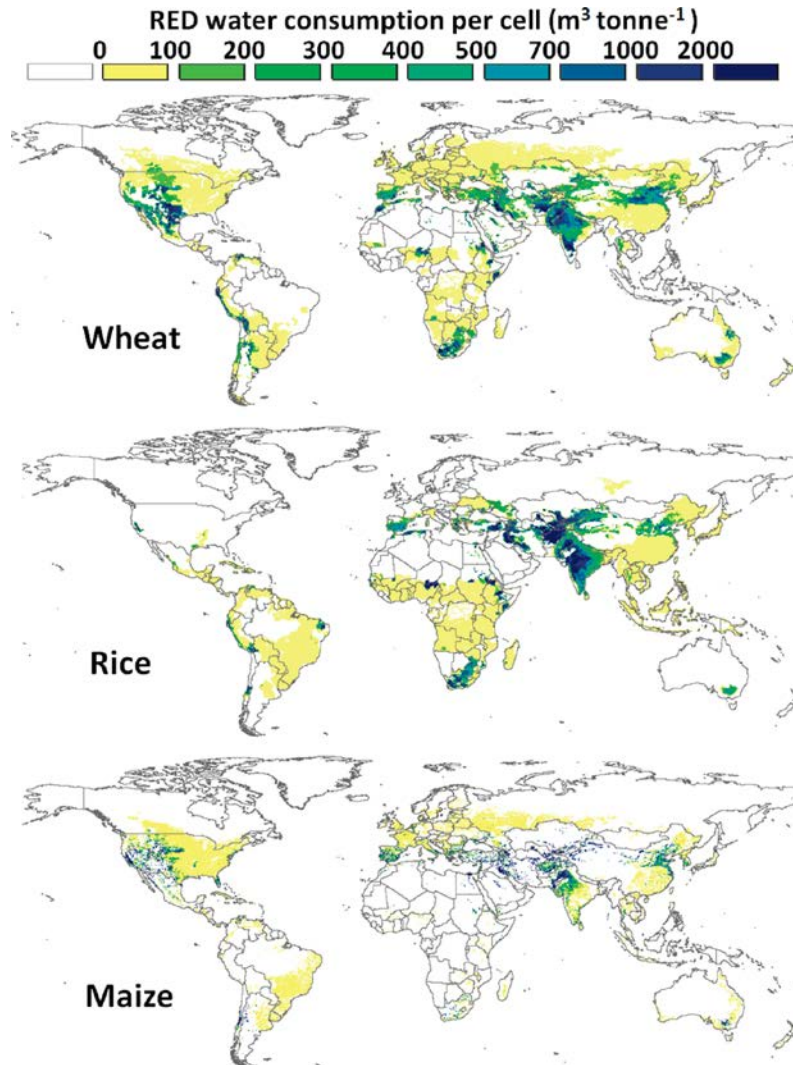 RED water consumption per cell (m³ tonne⁻¹)
0 100 200 300 400 500 700 1000 2000
Wheat
Rice
Maize